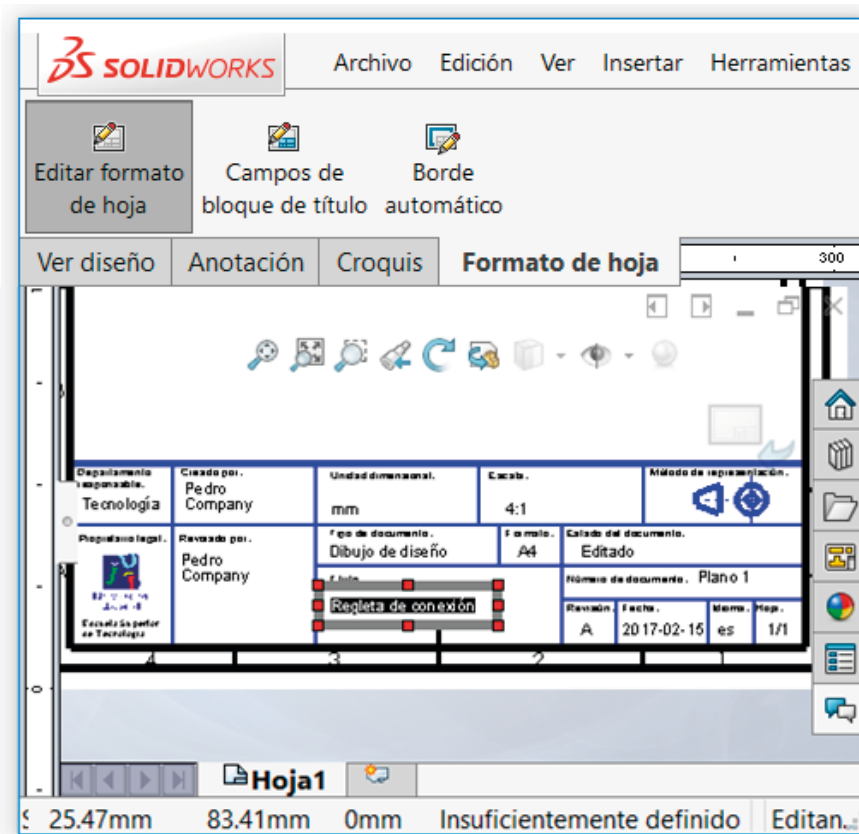 SOLIDWORKS Archivo Edición Ver Insertar Herramientas
Editar formato de hoja
Campos de bloque de título
Borde automático
Ver diseño Anotación Croquis Formato de hoja
300
Departamento responsable.
Tecnología
Creado por.
Pedro
Company
Unidad dimensional.
mm
Escala.
4:1
Método de representación.
Propietario legal.
Escuela Superior
de Tecnología
Revisado por.
Pedro
Company
Tipo de documento.
Dibujo de diseño
Formato.
A4
Estado del documento.
Editado
Regleta de conexión
Número de documento. Plano 1
Revisión.
A
Fecha.
2017-02-15
Idioma.
es
Hoja.
1/1
4 3 2
0
Hoja1
25.47mm 83.41mm 0mm Insuficientemente definido Editan...